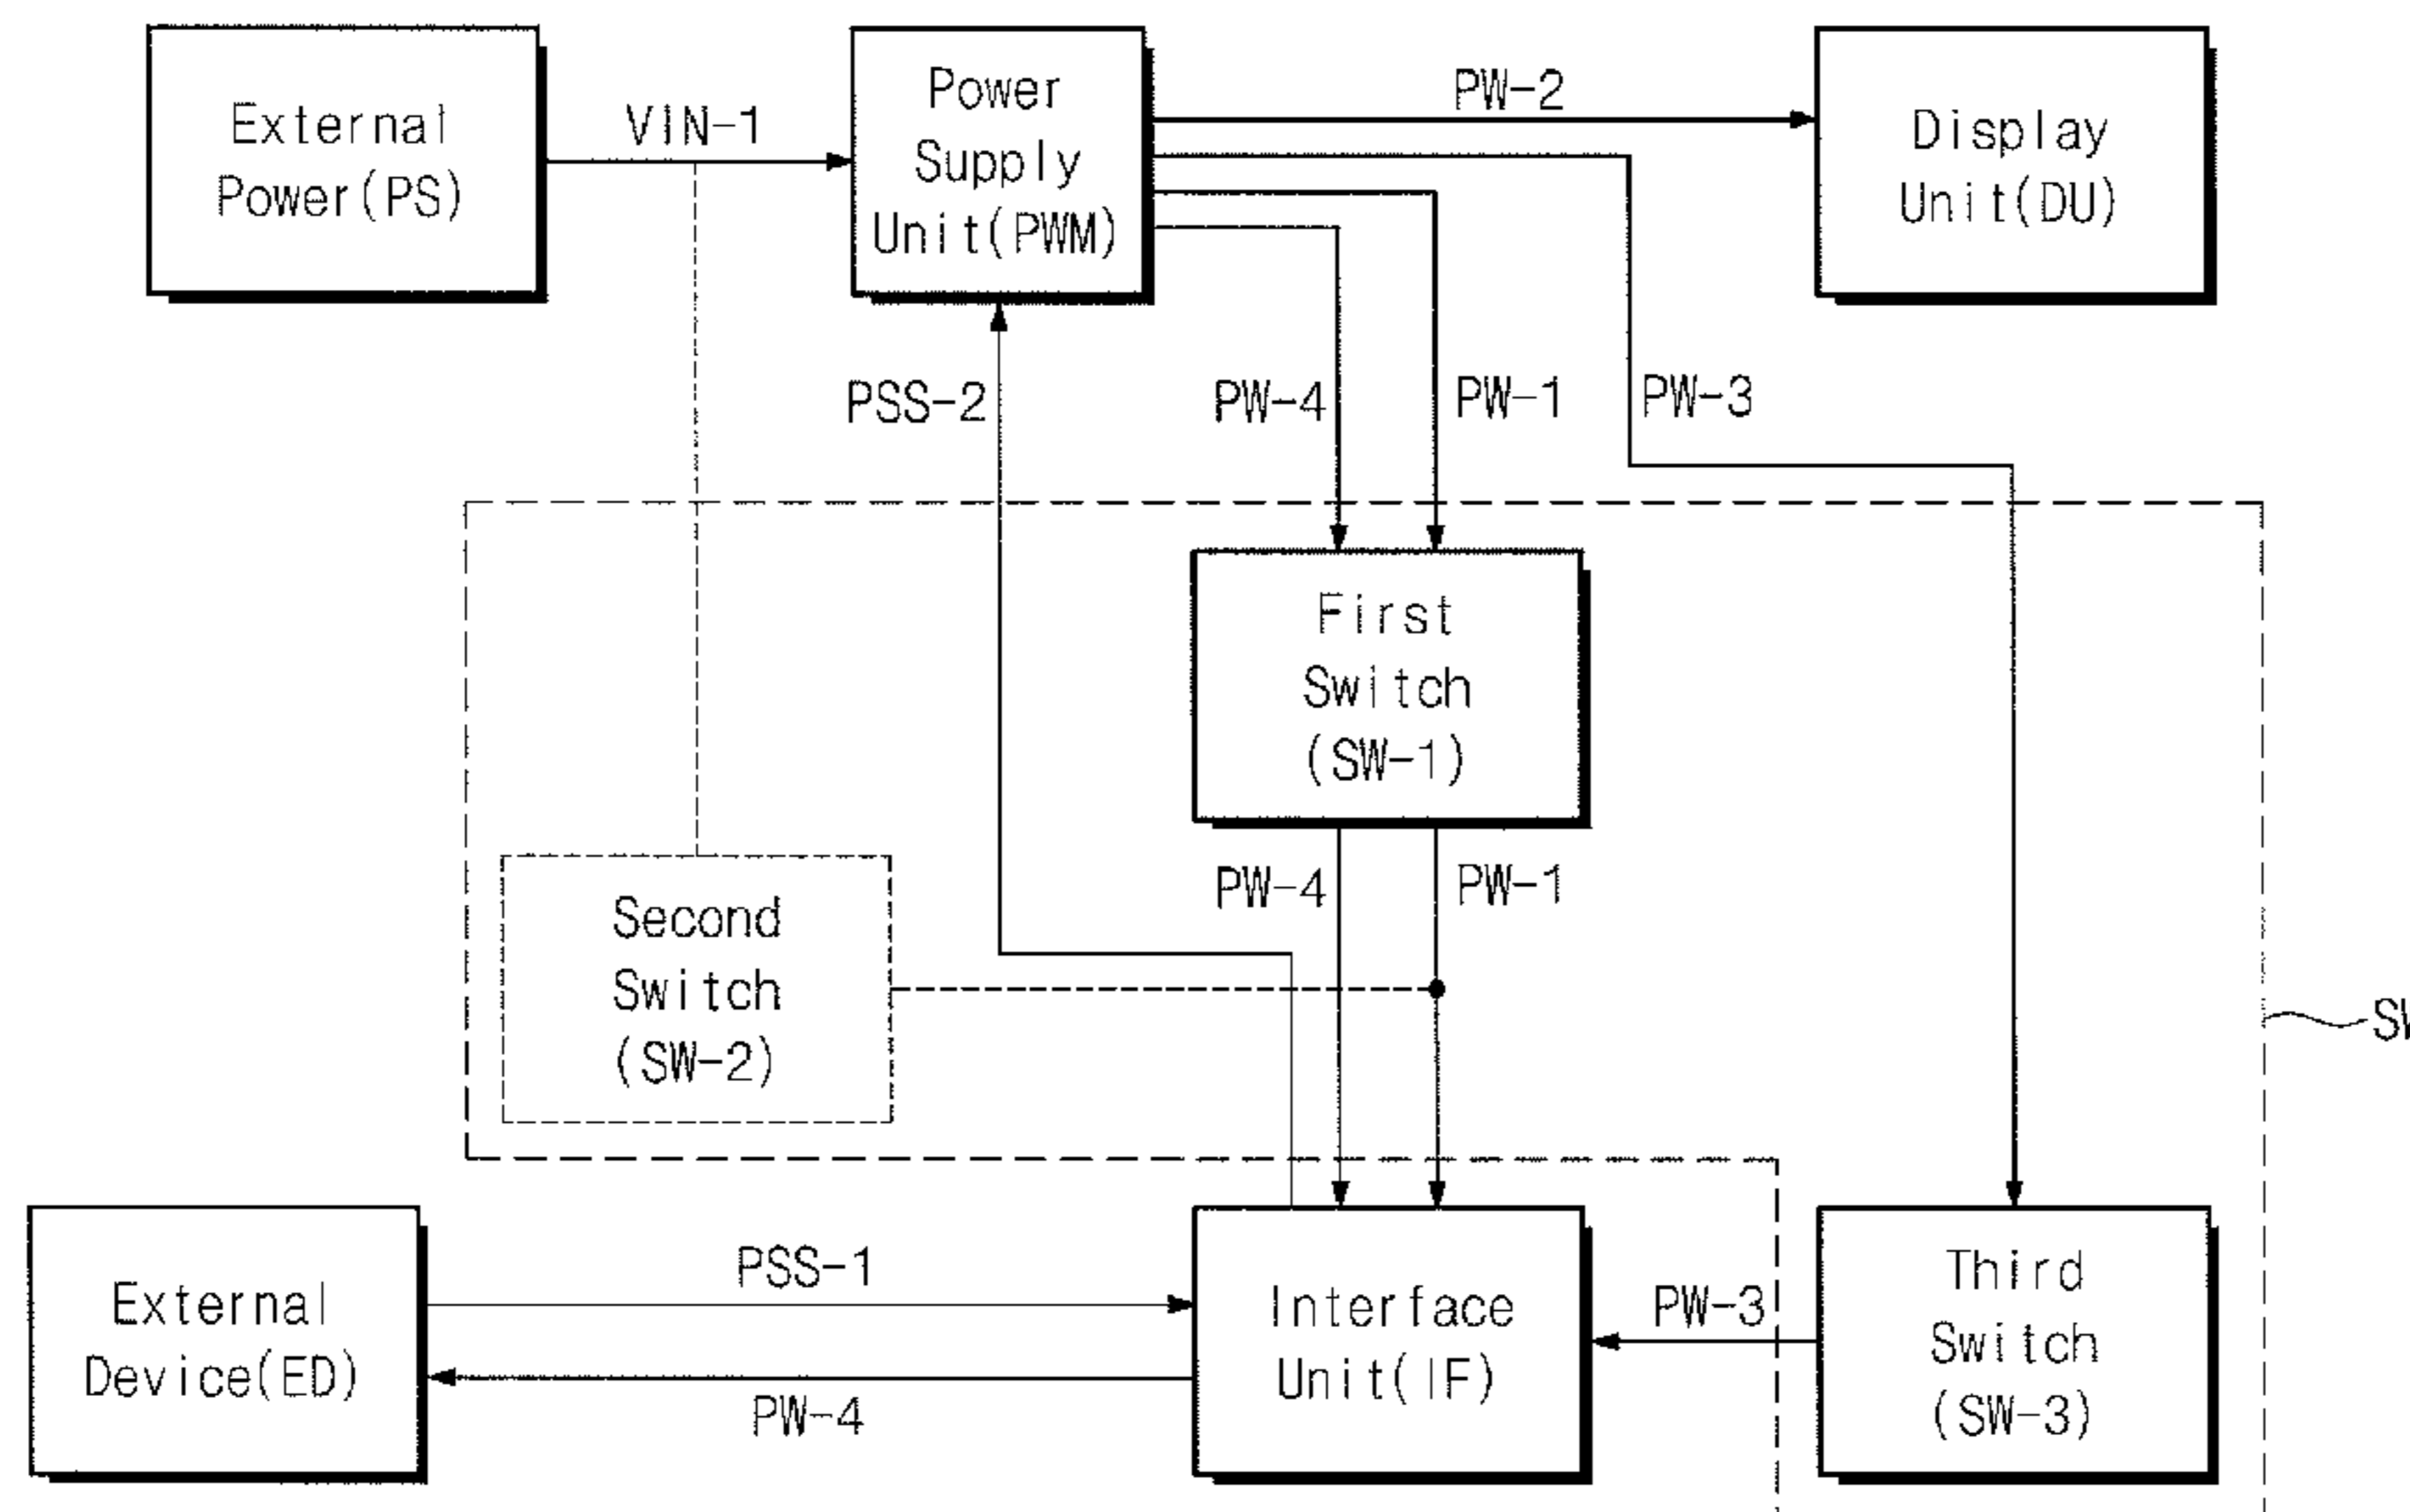 External
Power(PS)
VIN-1
Power
Supply
Unit(PWM)
PW-2
Display
Unit(DU)
PSS-2
PW-4
PW-1
PW-3
First
Switch
(SW-1)
PW-4
PW-1
Second
Switch
(SW-2)
External
Device(ED)
PSS-1
PW-4
Interface
Unit(IF)
PW-3
Third
Switch
(SW-3)